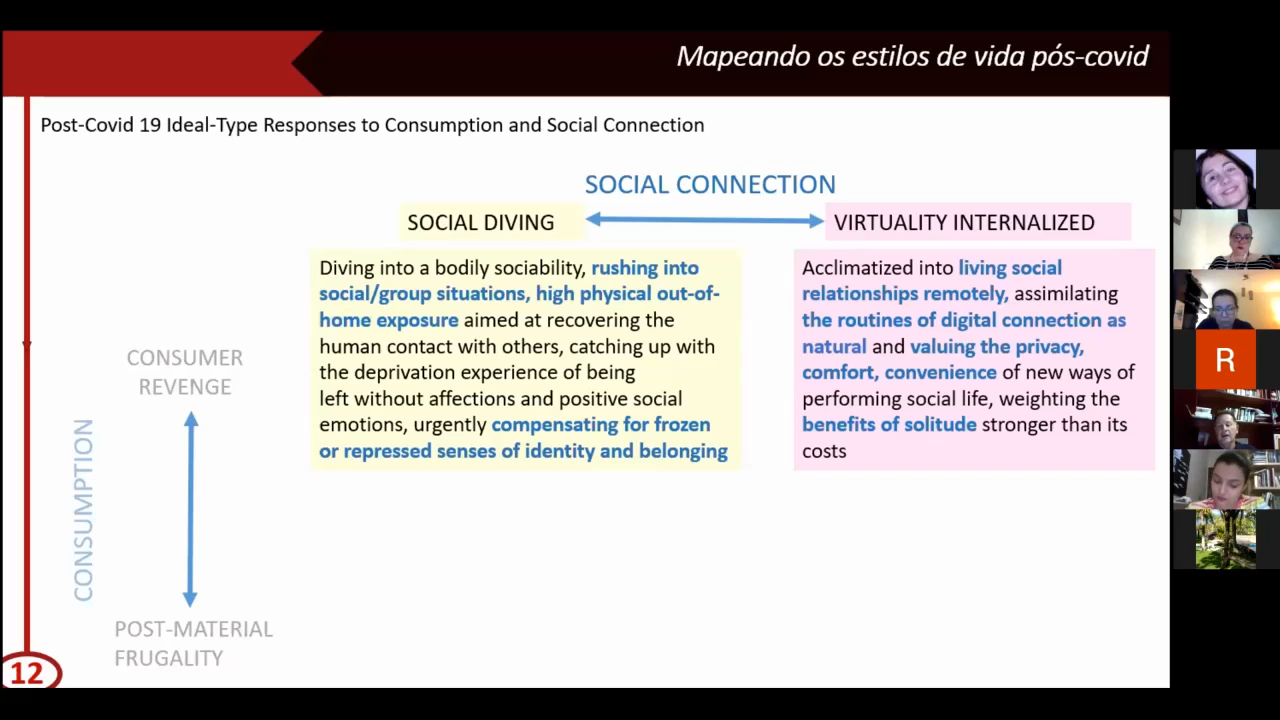 Mapeando os estilos de vida pós-covid
Post-Covid 19 Ideal-Type Responses to Consumption and Social Connection
SOCIAL CONNECTION
SOCIAL DIVING
VIRTUALITY INTERNALIZED
Diving into a bodily sociability, rushing into
social/group situations, high physical out-of-
home exposure aimed at recovering the
human contact with others, catching up with
the deprivation experience of being
left without affections and positive social
emotions, urgently compensating for frozen
or repressed senses of identity and belonging
Acclimatized into living social
relationships remotely, assimilating
the routines of digital connection as
natural and valuing the privacy,
comfort, convenience of new ways of
performing social life, weighting the
benefits of solitude stronger than its
costs
CONSUMER
REVENGE
CONSUMPTION
POST-MATERIAL
FRUGALITY
12
R